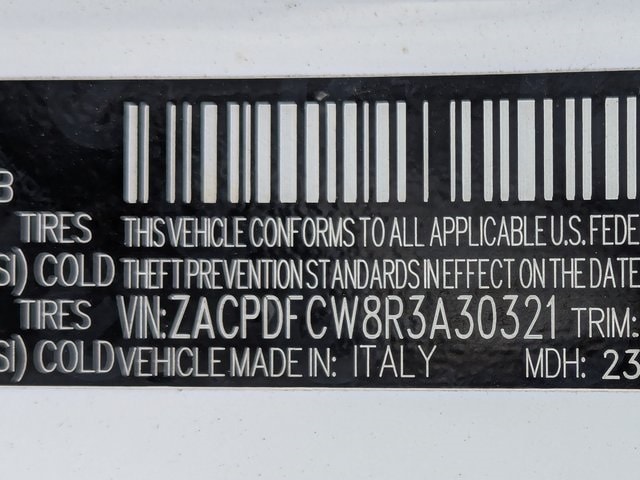 B
TIRES THIS VEHICLE CONFORMS TO ALL APPLICABLE U.S. FEDE
SI) COLD THEFT PREVENTION STANDARDS IN EFFECT ON THE DATE
TIRES VIN:ZACPDFCW8R3A30321 TRIM:
SI) COLD VEHICLE MADE IN: ITALY MDH: 23